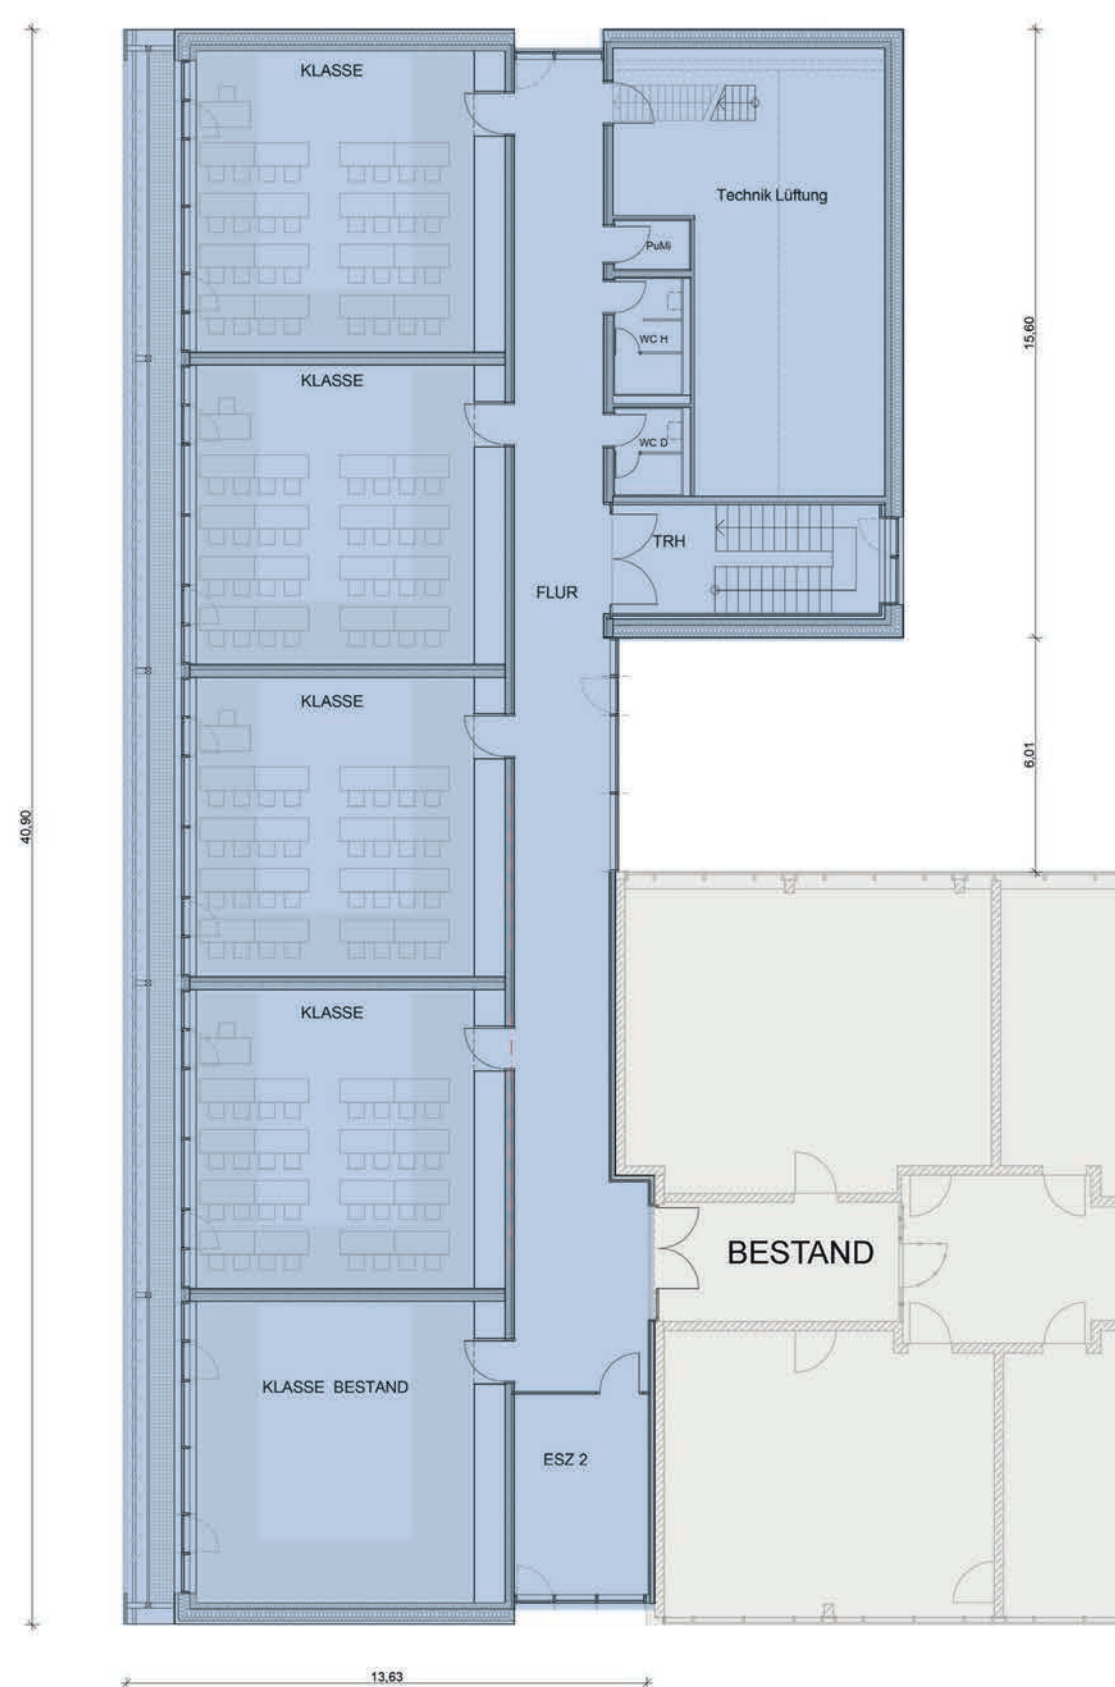 KLASSE
Technik Lüftung
PuMi
15,60
WC H
KLASSE
WC D
TRH
FLUR
KLASSE
6,01
40,90
KLASSE
BESTAND
KLASSE BESTAND
ESZ 2
13,63